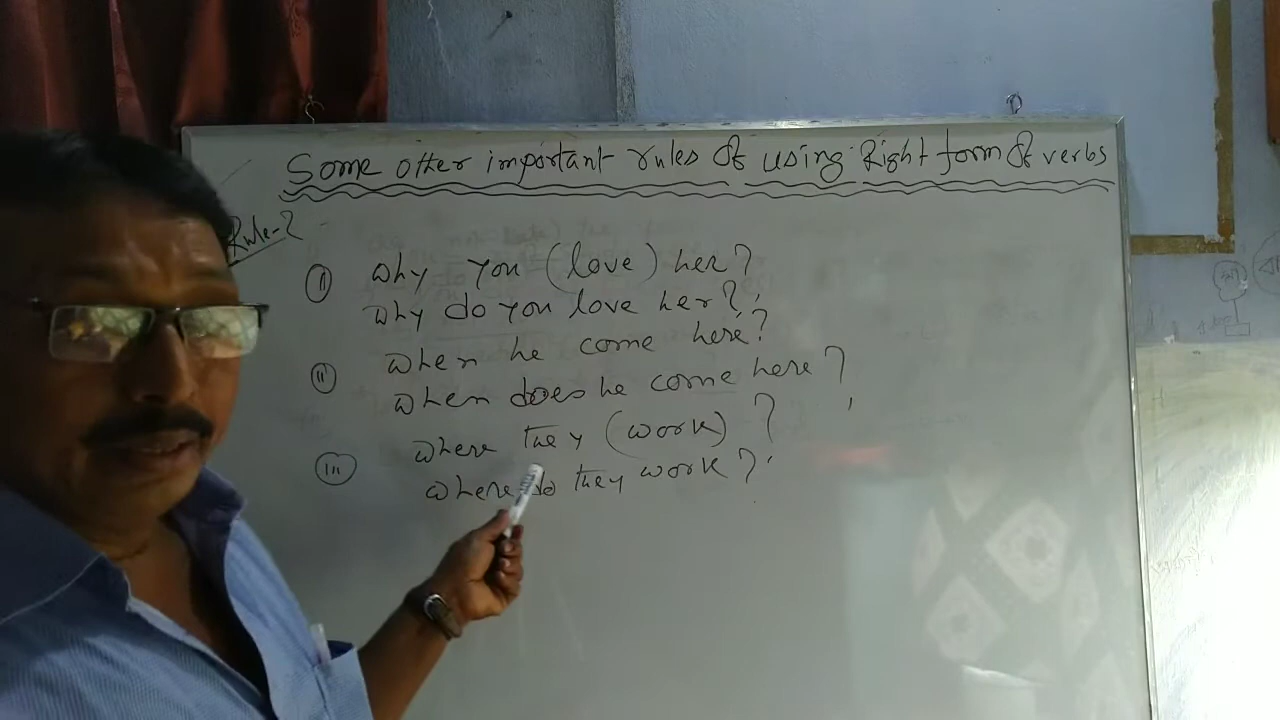 Some other important rules of using Right form of verbs
Rule-2
(i) Why you (love) her?
Why do you love her?
(ii) When he come here?
When does he come here?
(iii) Where they (work) ?
Where do they work?